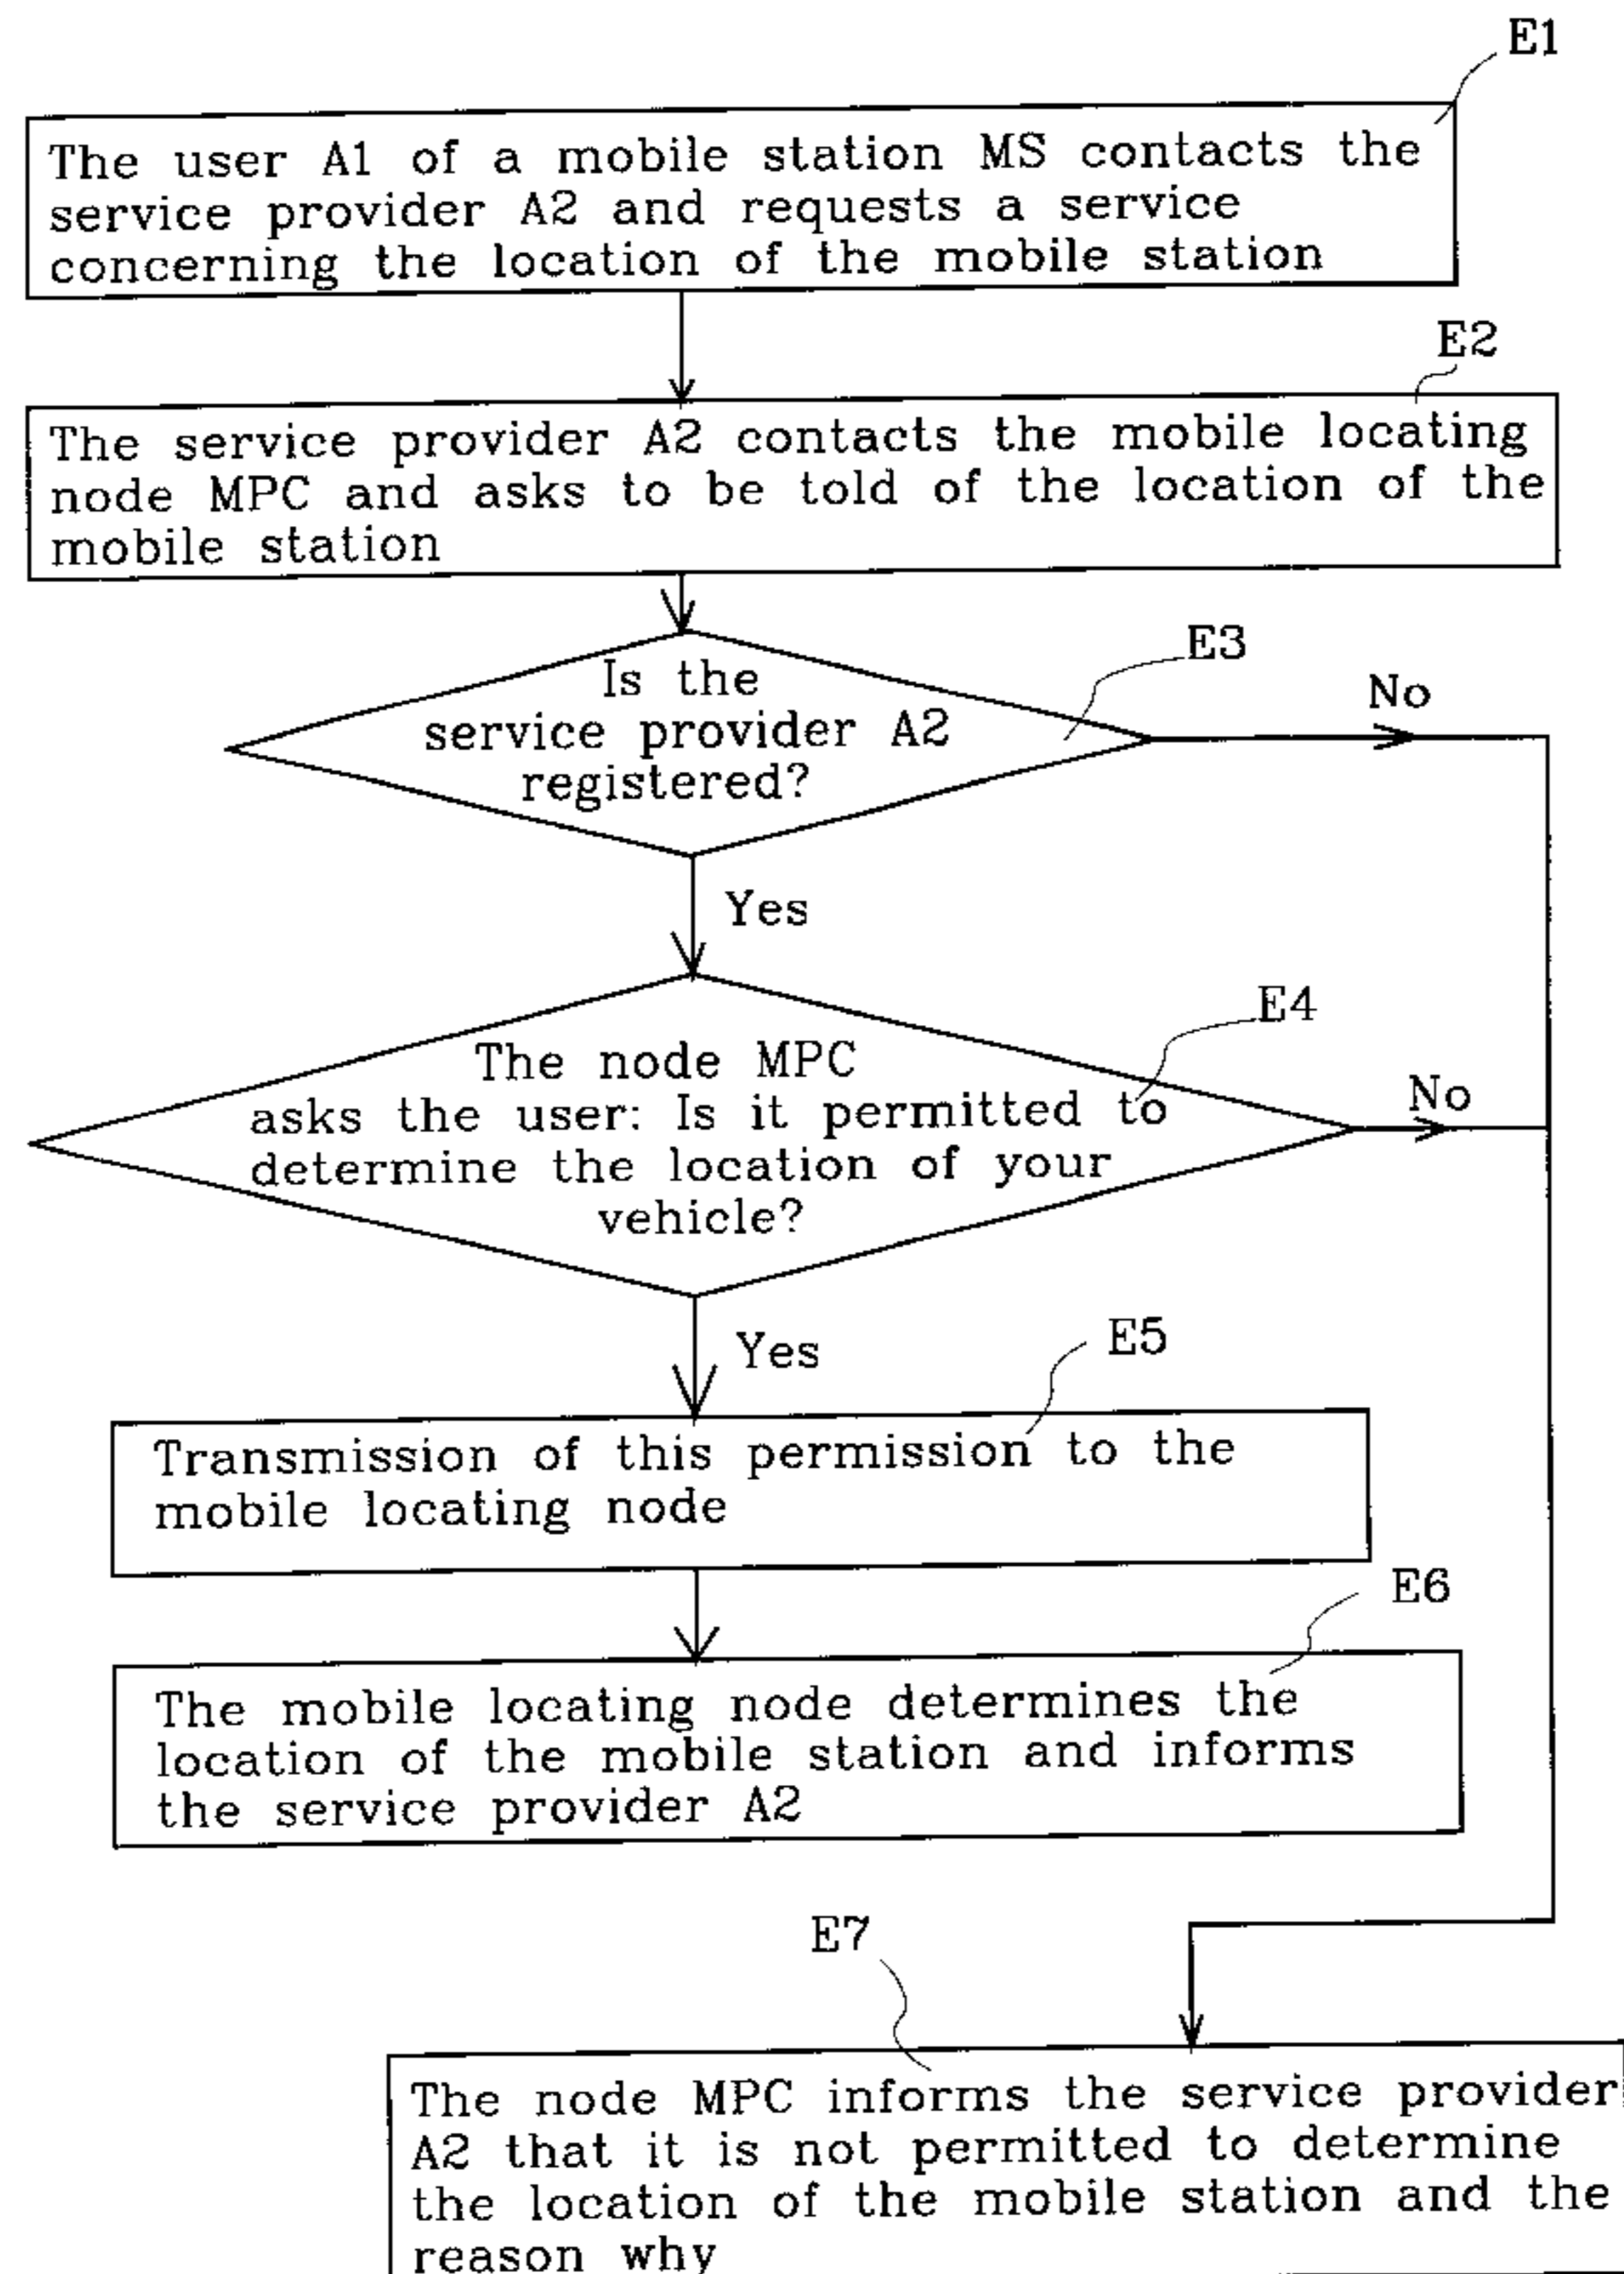 E1
The user A1 of a mobile station MS contacts the
service provider A2 and requests a service
concerning the location of the mobile station
E2
The service provider A2 contacts the mobile locating
node MPC and asks to be told of the location of the
mobile station
E3
Is the
service provider A2
registered?
No
Yes
E4
The node MPC
asks the user: Is it permitted to
determine the location of your
vehicle?
No
Yes
E5
Transmission of this permission to the
mobile locating node
E6
The mobile locating node determines the
location of the mobile station and informs
the service provider A2
E7
The node MPC informs the service provider
A2 that it is not permitted to determine
the location of the mobile station and the
reason why